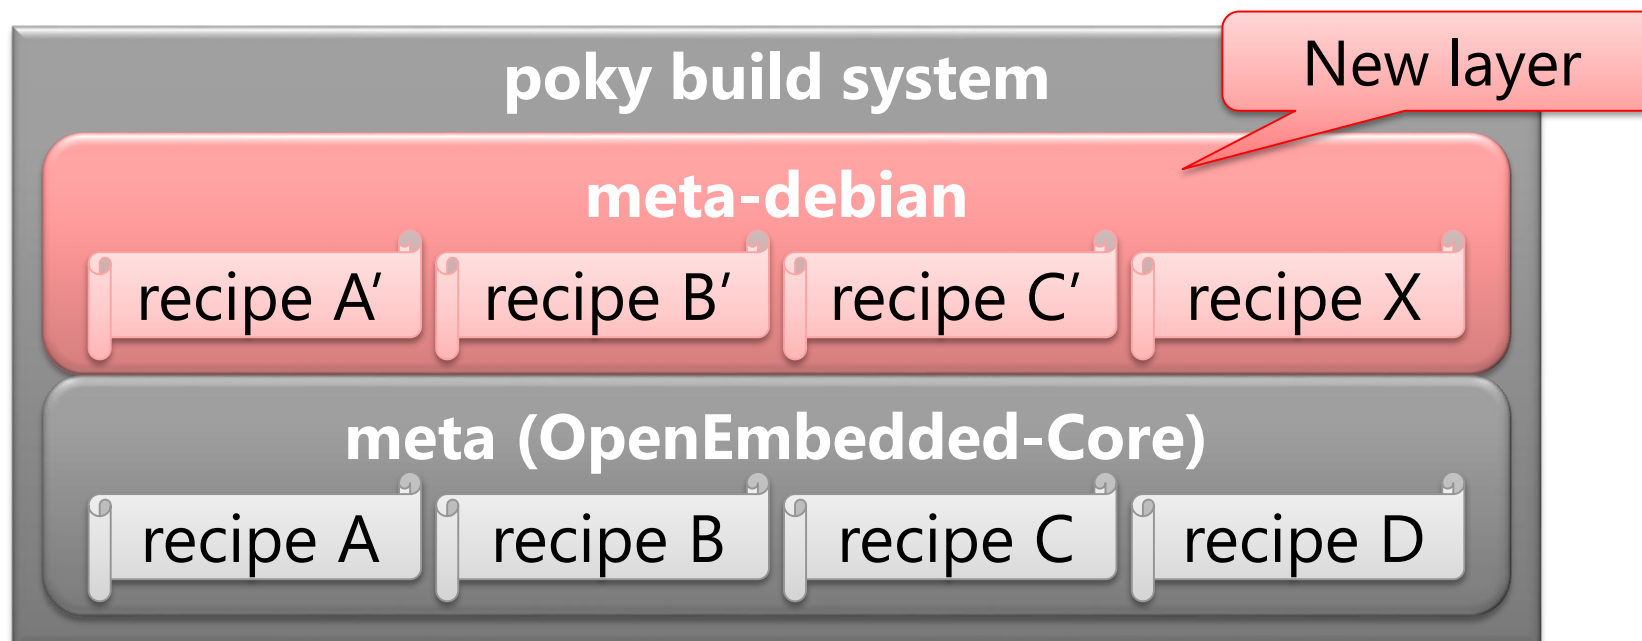 New layer
poky build system
meta-debian
recipe A′ recipe B′ recipe C′ recipe X
meta (OpenEmbedded-Core)
recipe A recipe B recipe C recipe D